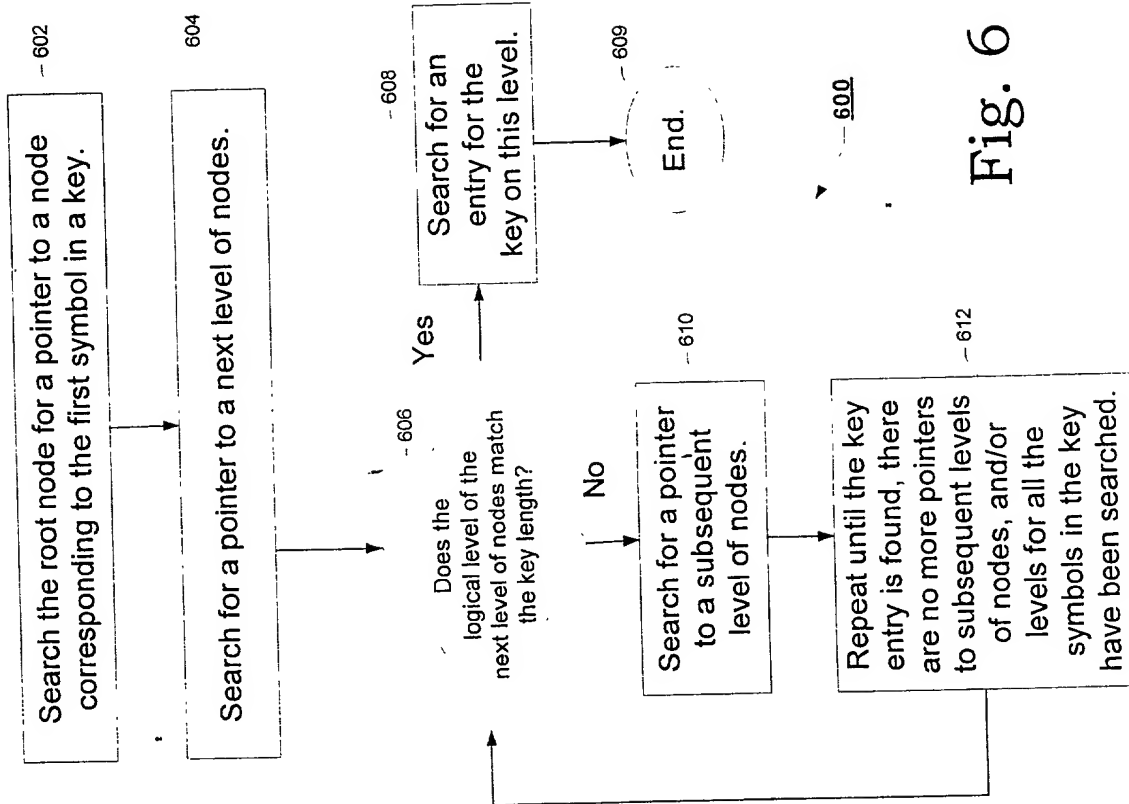 Search the root node for a pointer to a node
corresponding to the first symbol in a key.
602
Search for a pointer to a next level of nodes.
604
Does the
logical level of the
next level of nodes match
the key length?
606
Yes
Search for an
entry for the
key on this level.
608
End.
609
No
Search for a pointer
to a subsequent
level of nodes.
610
Repeat until the key
entry is found, there
are no more pointers
to subsequent levels
of nodes, and/or
levels for all the
symbols in the key
have been searched.
612
600
Fig. 6